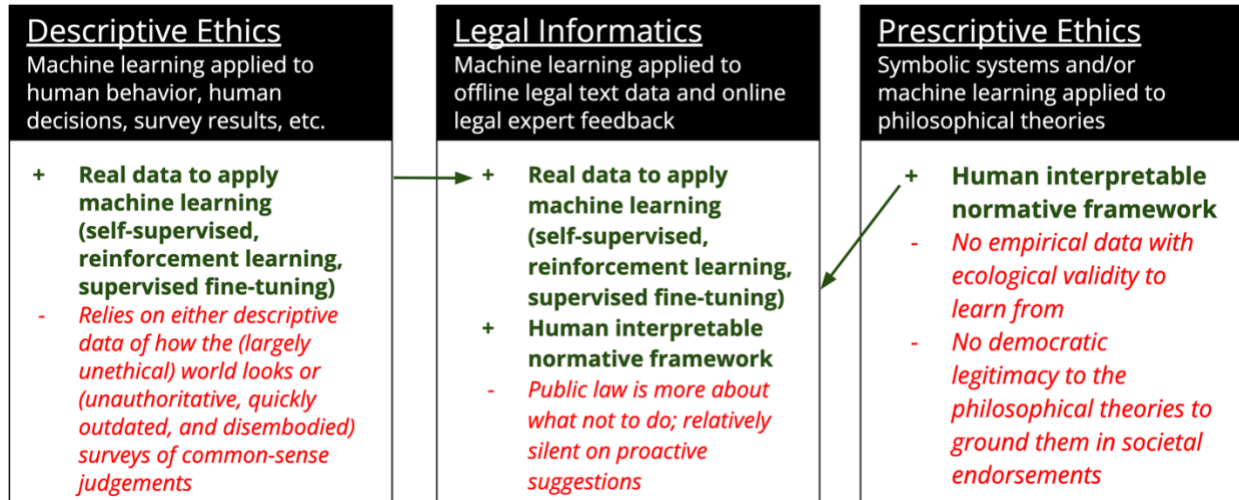 Descriptive Ethics
Machine learning applied to
human behavior, human
decisions, survey results, etc.
+ Real data to apply
machine learning
(self-supervised,
reinforcement learning,
supervised fine-tuning)
- Relies on either descriptive
data of how the (largely
unethical) world looks or
(unauthoritative, quickly
outdated, and disembodied)
surveys of common-sense
judgements
Legal Informatics
Machine learning applied to
offline legal text data and online
legal expert feedback
+ Real data to apply
machine learning
(self-supervised,
reinforcement learning,
supervised fine-tuning)
+ Human interpretable
normative framework
- Public law is more about
what not to do; relatively
silent on proactive
suggestions
Prescriptive Ethics
Symbolic systems and/or
machine learning applied to
philosophical theories
+ Human interpretable
normative framework
- No empirical data with
ecological validity to
learn from
- No democratic
legitimacy to the
philosophical theories to
ground them in societal
endorsements